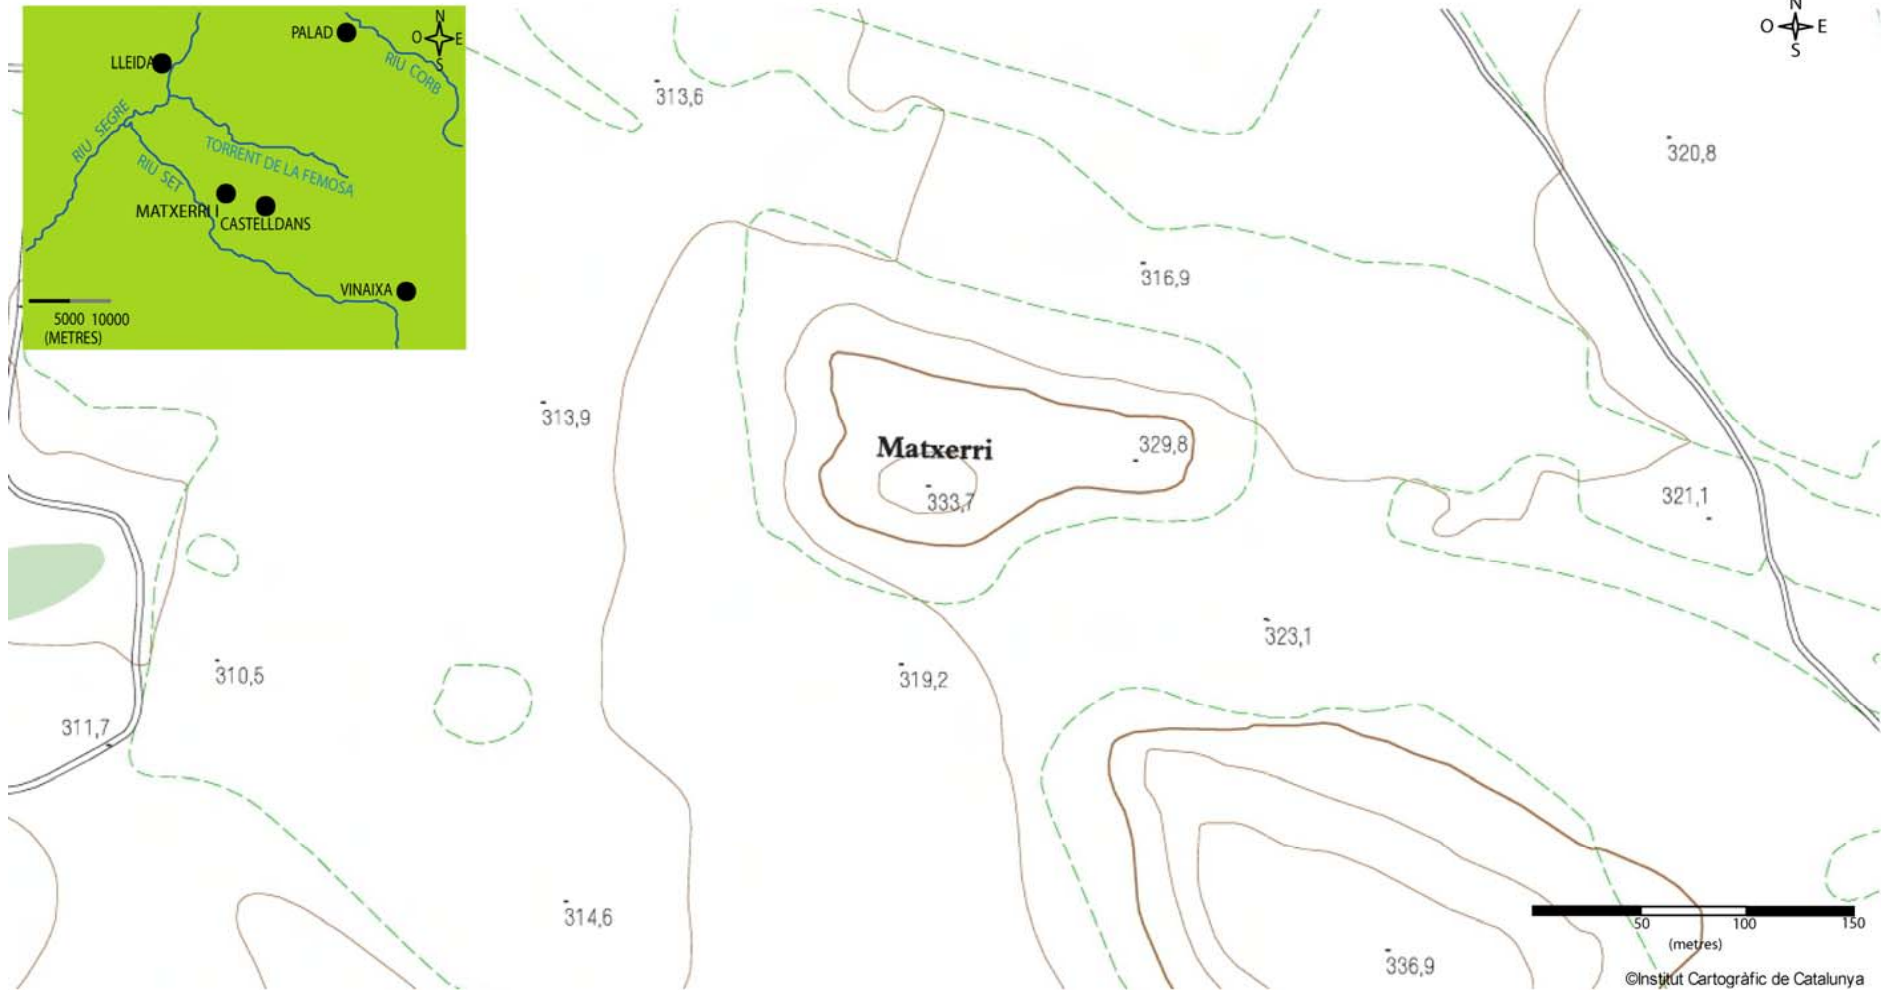 N
O E
S
PALAD
LLEIDA
RIU CORB
RIU SEGRE
TORRENT DE LA FEMOSA
RIU SET
MATXERRI I
CASTELLDANS
VINAIXA
5000 10000
(METRES)
N
O E
S
313,6
320,8
316,9
313,9
Matxerri
329,8
333,7
321,1
323,1
310,5
319,2
311,7
314,6
336,9
50 100 150
(metres)
©Institut Cartogràfic de Catalunya